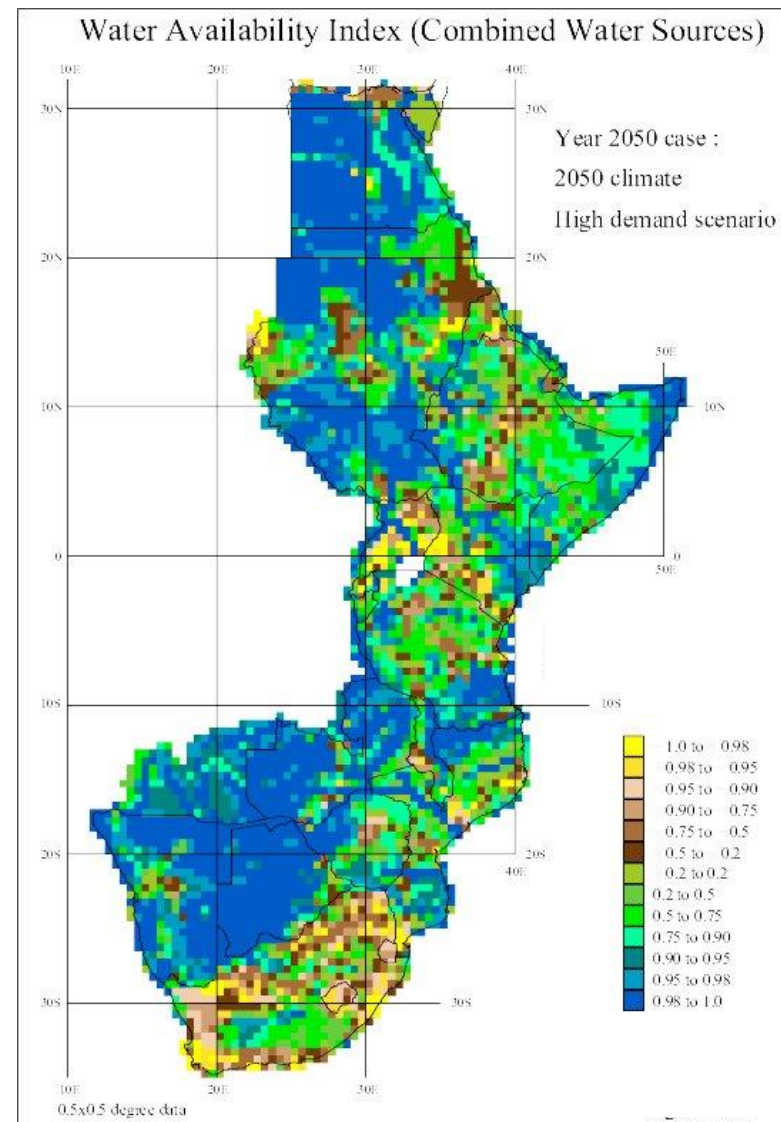 Water Availability Index (Combined Water Sources)
10E 20E 30E 40E
30N 30N
Year 2050 case :
2050 climate
High demand scenario
20N 20N
50E
10N 10N
0 0
50E
10S 10S
20S 20S
40E
30S 30S
10E 20E 30E
1.0 to -0.98
0.98 to -0.95
0.95 to -0.90
0.90 to -0.75
0.75 to -0.5
0.5 to -0.2
0.2 to 0.2
0.2 to 0.5
0.5 to 0.75
0.75 to 0.90
0.90 to 0.95
0.95 to 0.98
0.98 to 1.0
0.5x0.5 degree data